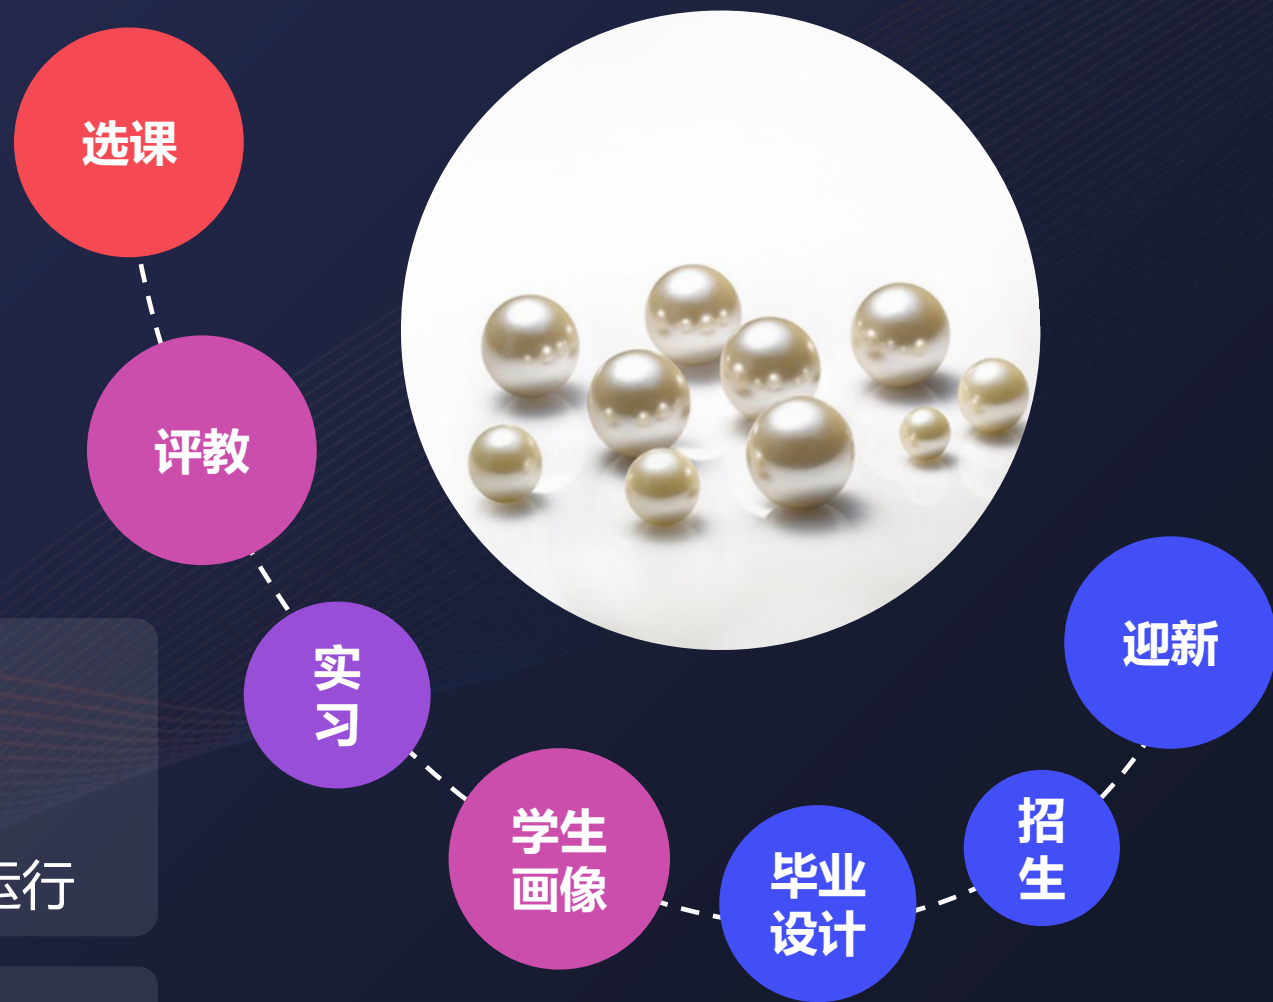 选课
评教
实
习
学生
画像
毕业
设计
招
生
迎新
运行